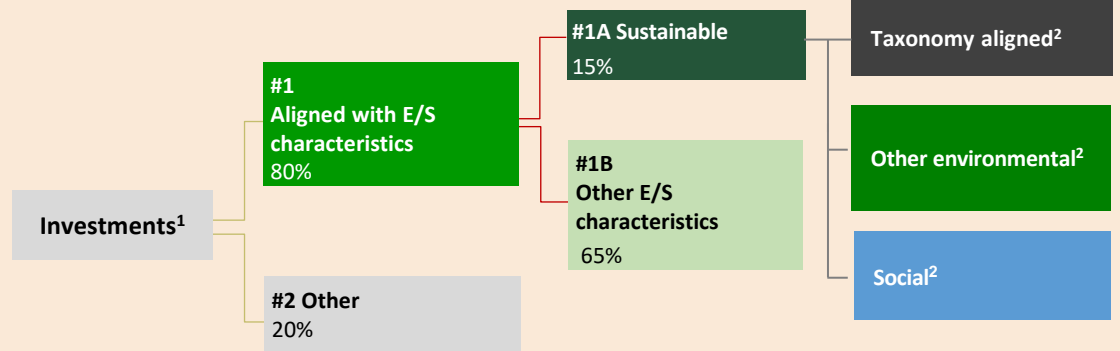 Investments¹
#1
Aligned with E/S
characteristics
80%
#2 Other
20%
#1A Sustainable
15%
#1B
Other E/S
characteristics
65%
Taxonomy aligned²
Other environmental²
Social²